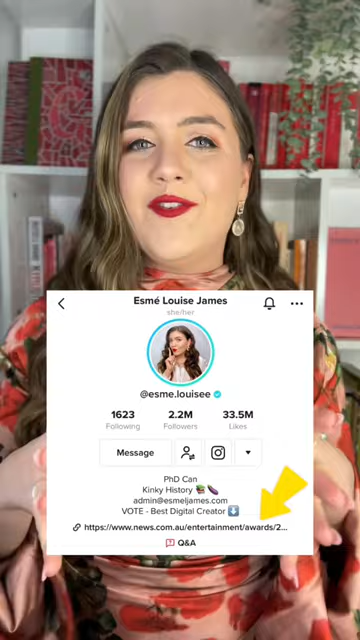 Esmé Louise James
she/her
@esme.louisee
1623 2.2M 33.5M
Following Followers Likes
Message
PhD Can
Kinky History 📚🍆
admin@esmeljames.com
VOTE - Best Digital Creator ⬇️
https://www.news.com.au/entertainment/awards/2...
Q&A